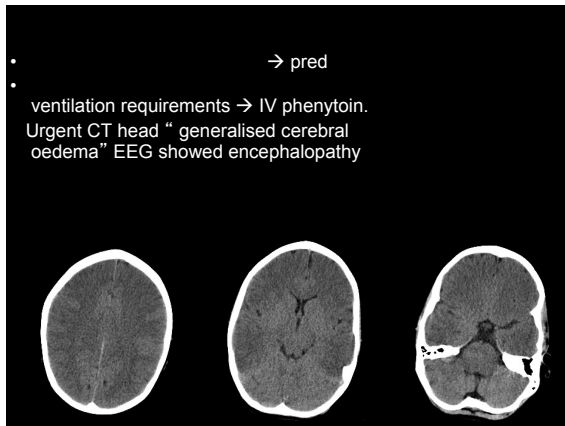 • → pred
•
ventilation requirements → IV phenytoin.
Urgent CT head “ generalised cerebral
oedema” EEG showed encephalopathy